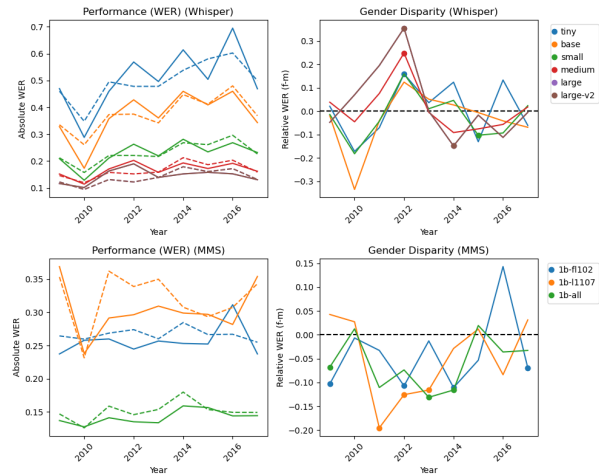 Performance (WER) (Whisper)
Absolute WER
0.7
0.6
0.5
0.4
0.3
0.2
0.1
2010
2012
2014
2016
Year
Gender Disparity (Whisper)
Relative WER (f-m)
0.3
0.2
0.1
0.0
−0.1
−0.2
−0.3
2010
2012
2014
2016
Year
tiny
base
small
medium
large
large-v2
Performance (WER) (MMS)
Absolute WER
0.35
0.30
0.25
0.20
0.15
2010
2012
2014
2016
Year
Gender Disparity (MMS)
Relative WER (f-m)
0.15
0.10
0.05
0.00
−0.05
−0.10
−0.15
−0.20
2010
2012
2014
2016
Year
1b-fl102
1b-l1107
1b-all